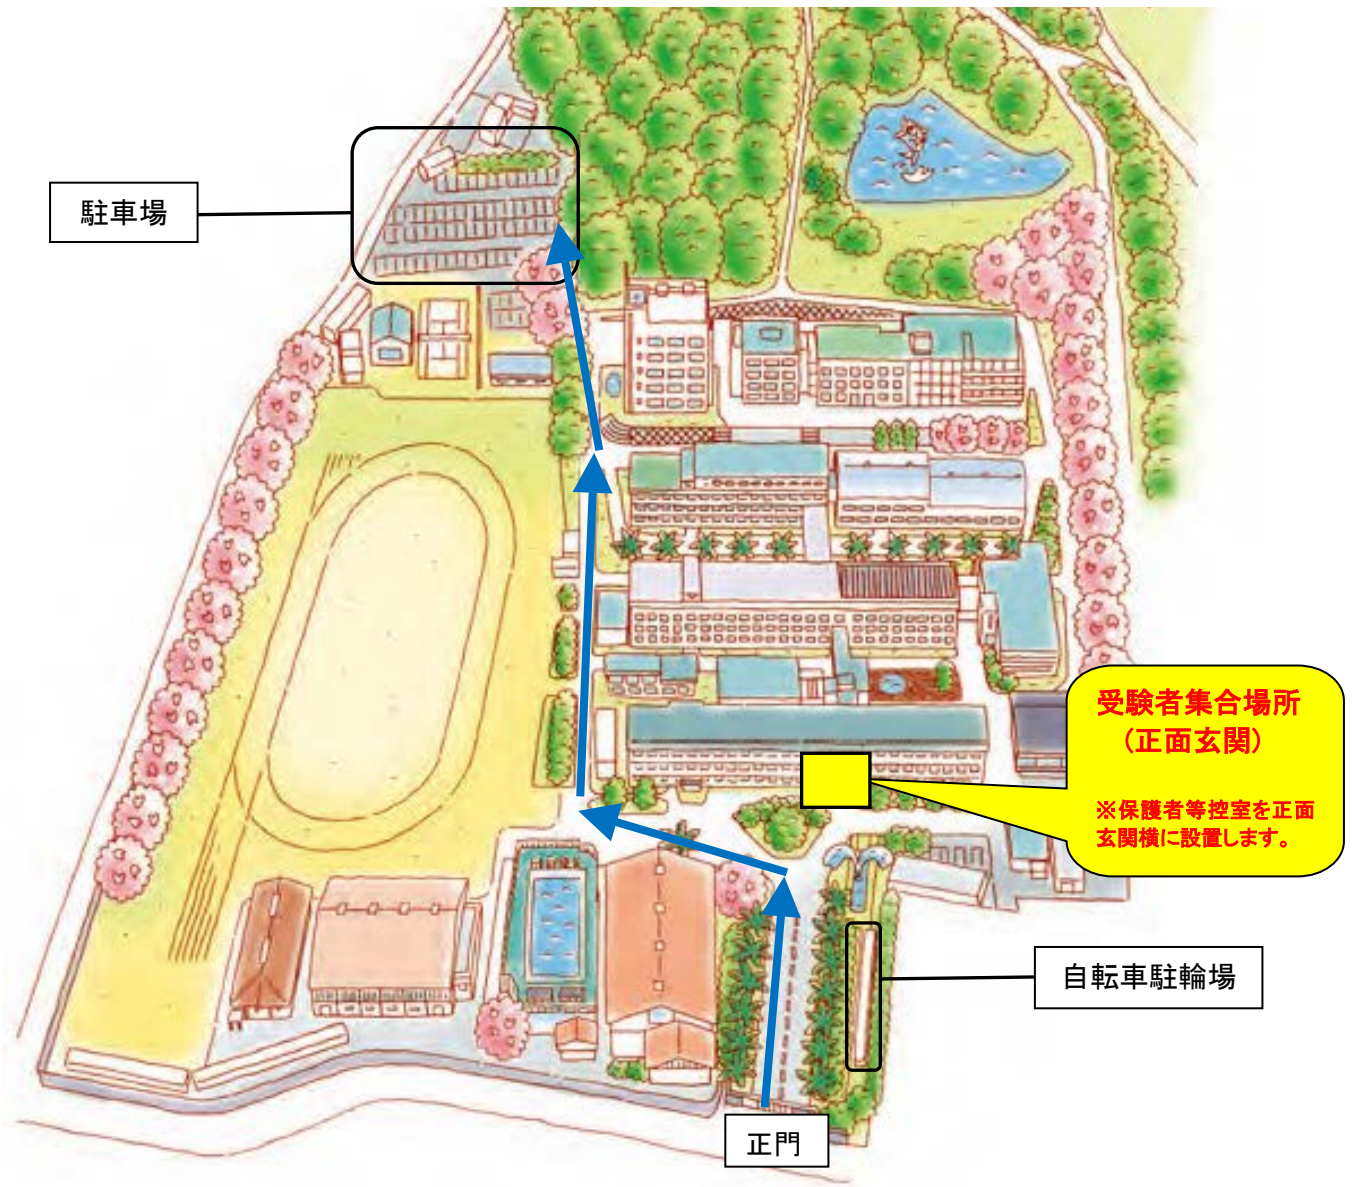 駐車場
受験者集合場所
(正面玄関)
※保護者等控室を正面
玄関横に設置します。
自転車駐輪場
正門